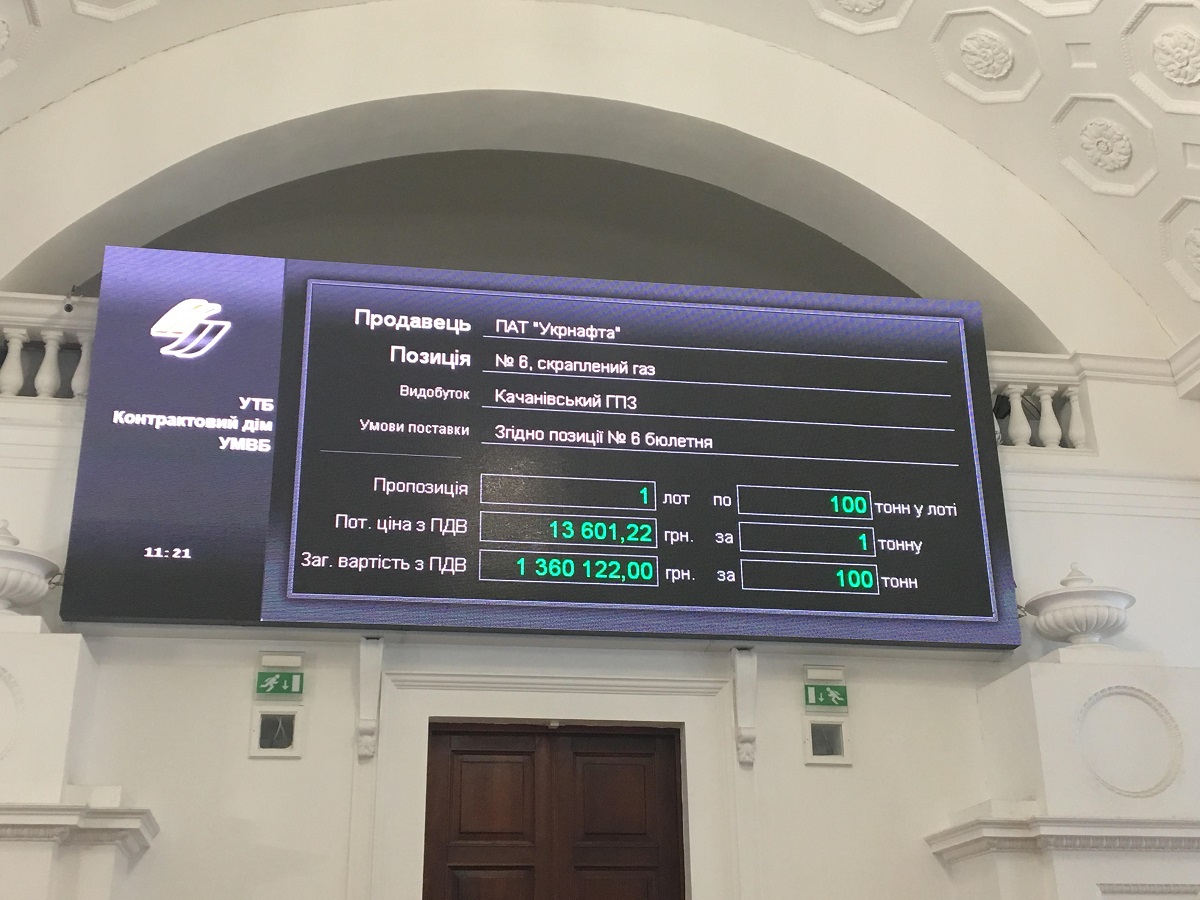 УТБ
Контрактовий дім
УМВБ
11:21
Продавець ПАТ "Укрнафта"
Позиція № 6, скраплений газ
Видобуток Качанівський ГПЗ
Умови поставки Згідно позиції № 6 бюлетня
Пропозиція 1 лот по 100 тонн у лоті
Пот. ціна з ПДВ 13 601,22 грн. за 1 тонну
Заг. вартість з ПДВ 1 360 122,00 грн. за 100 тонн